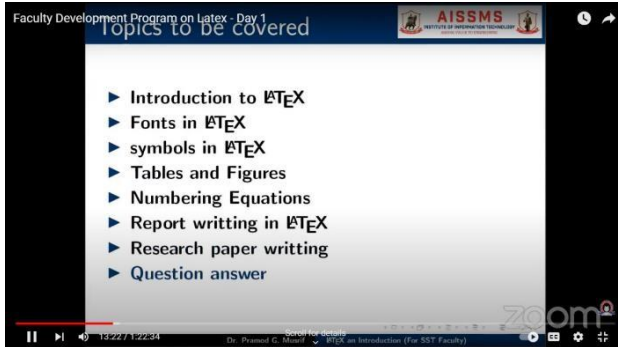 Faculty Development Program on Latex - Day 1
Topics to be covered
AISSMS
INSTITUTE OF INFORMATION TECHNOLOGY
Introduction to LATEX
Fonts in LATEX
symbols in LATEX
Tables and Figures
Numbering Equations
Report writting in LATEX
Research paper writting
Question answer
zoom
Scroll for details
13:22 / 1:22:34
Dr. Pramod G. Musrif LATEX an Introduction (For SST Faculty)
CC